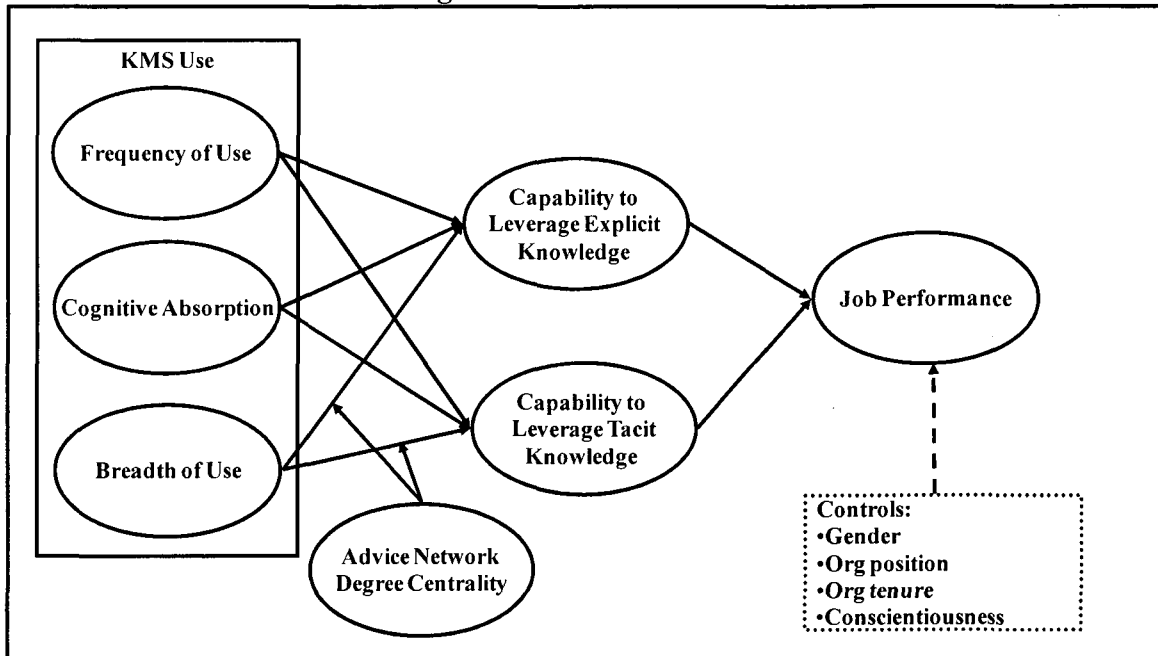 KMS Use
Frequency of Use
Cognitive Absorption
Breadth of Use
Capability to
Leverage Explicit
Knowledge
Capability to
Leverage Tacit
Knowledge
Advice Network
Degree Centrality
Job Performance
Controls:
•Gender
•Org position
•Org tenure
•Conscientiousness